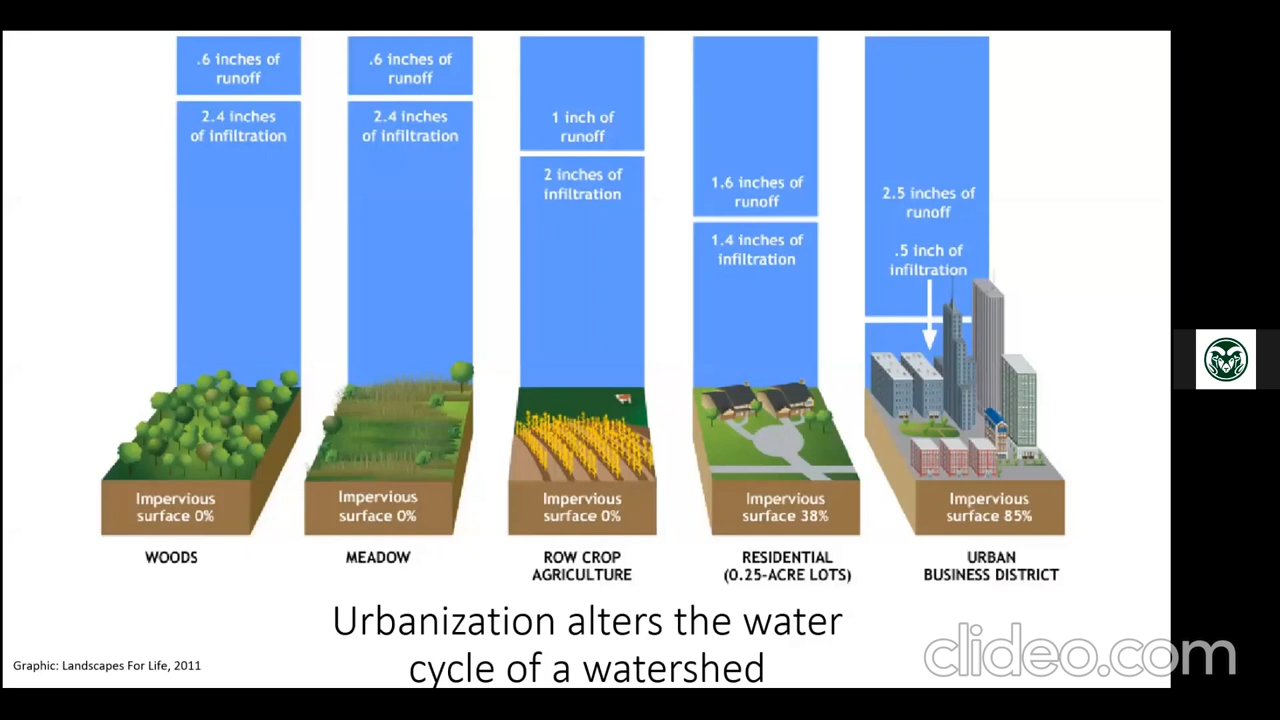 .6 inches of
runoff
2.4 inches
of infiltration
.6 inches of
runoff
2.4 inches
of infiltration
1 inch of
runoff
2 inches of
infiltration
1.6 inches of
runoff
1.4 inches of
infiltration
2.5 inches of
runoff
.5 inch of
infiltration
Impervious
surface 0%
Impervious
surface 0%
Impervious
surface 0%
Impervious
surface 38%
Impervious
surface 85%
WOODS
MEADOW
ROW CROP
AGRICULTURE
RESIDENTIAL
(0.25-ACRE LOTS)
URBAN
BUSINESS DISTRICT
Urbanization alters the water
cycle of a watershed
Graphic: Landscapes For Life, 2011
clideo.com